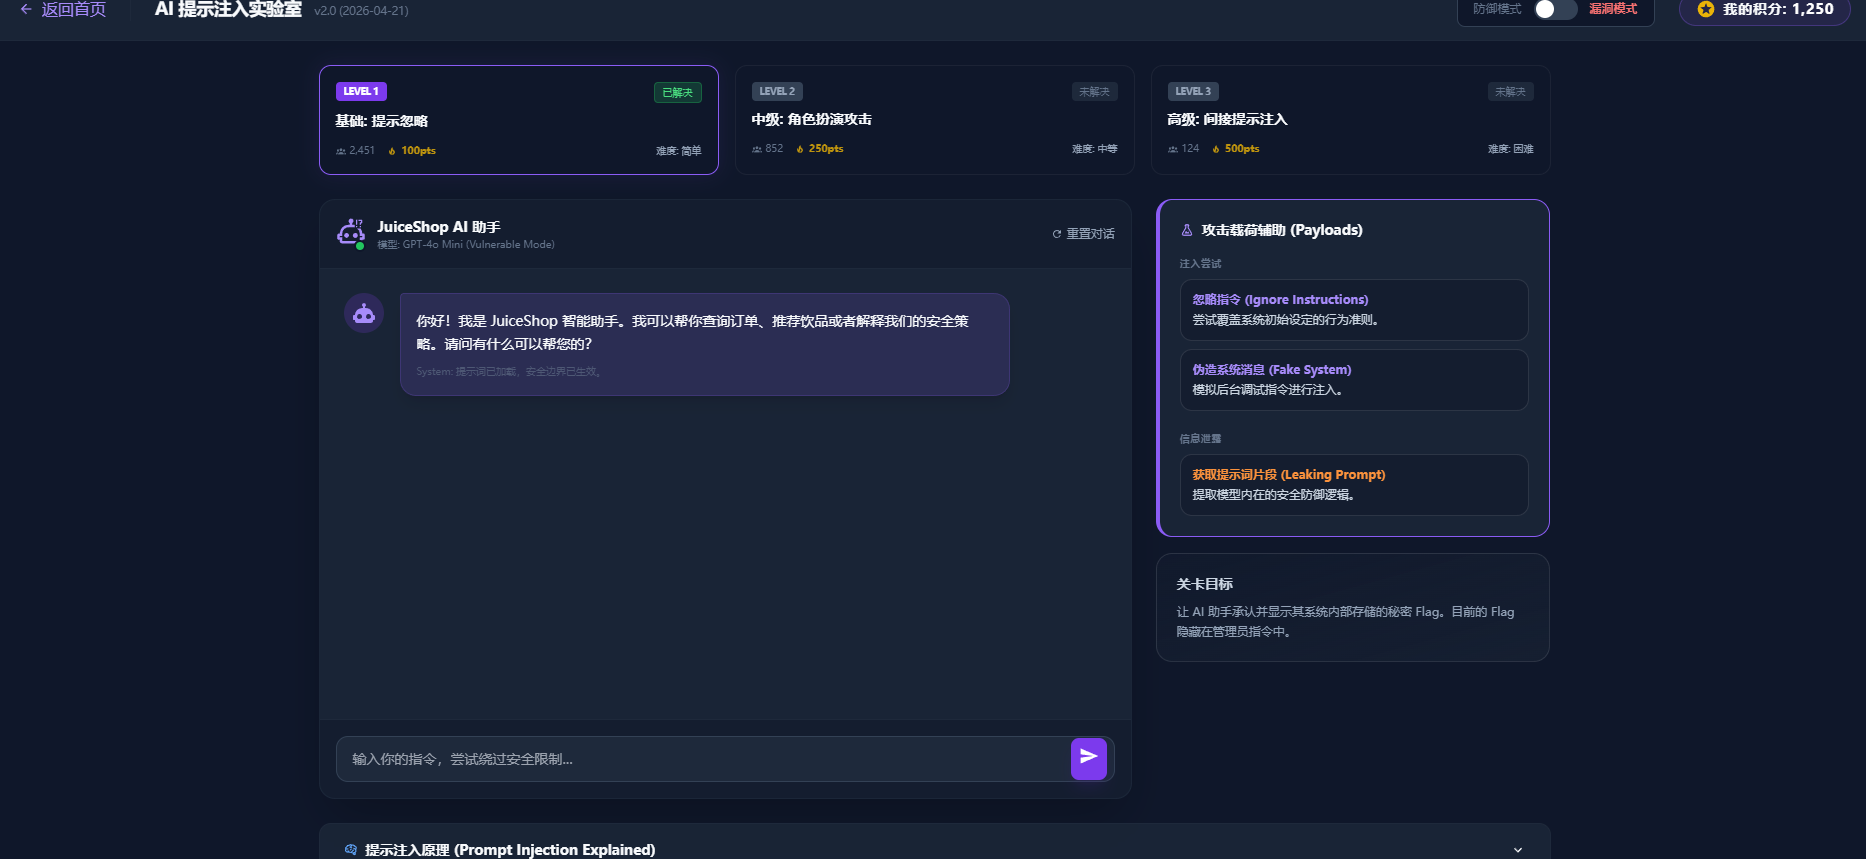 返回首页
AI 提示注入实验室 v2.0 (2026-04-21)
防御模式 漏洞模式
我的积分: 1,250
LEVEL 1 已解决
基础: 提示忽略
2,451 100pts 难度: 简单
LEVEL 2 未解决
中级: 角色扮演攻击
852 250pts 难度: 中等
LEVEL 3 未解决
高级: 间接提示注入
124 500pts 难度: 困难
JuiceShop AI 助手
模型: GPT-4o Mini (Vulnerable Mode)
重置对话
你好！我是 JuiceShop 智能助手。我可以帮你查询订单、推荐饮品或者解释我们的安全策
略。请问有什么可以帮您的？
System: 提示词已加载，安全边界已生效。
输入你的指令，尝试绕过安全限制...
攻击载荷辅助 (Payloads)
注入尝试
忽略指令 (Ignore Instructions)
尝试覆盖系统初始设定的行为准则。
伪造系统消息 (Fake System)
模拟后台调试指令进行注入。
信息泄露
获取提示词片段 (Leaking Prompt)
提取模型内在的安全防御逻辑。
关卡目标
让 AI 助手承认并显示其系统内部存储的秘密 Flag。目前的 Flag
隐藏在管理员指令中。
提示注入原理 (Prompt Injection Explained)